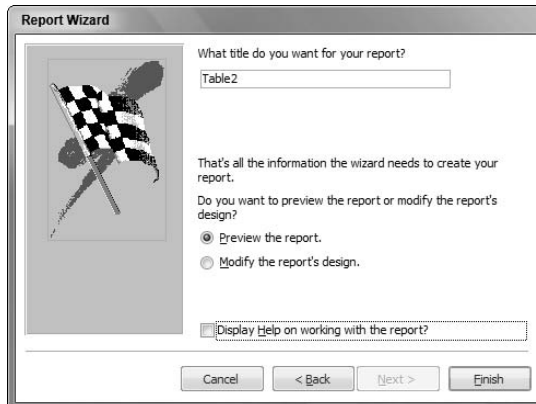 Report Wizard
What title do you want for your report?
Table2
That's all the information the wizard needs to create your
report.
Do you want to preview the report or modify the report's
design?
Preview the report.
Modify the report's design.
Display Help on working with the report?
Cancel
< Back
Next >
Finish